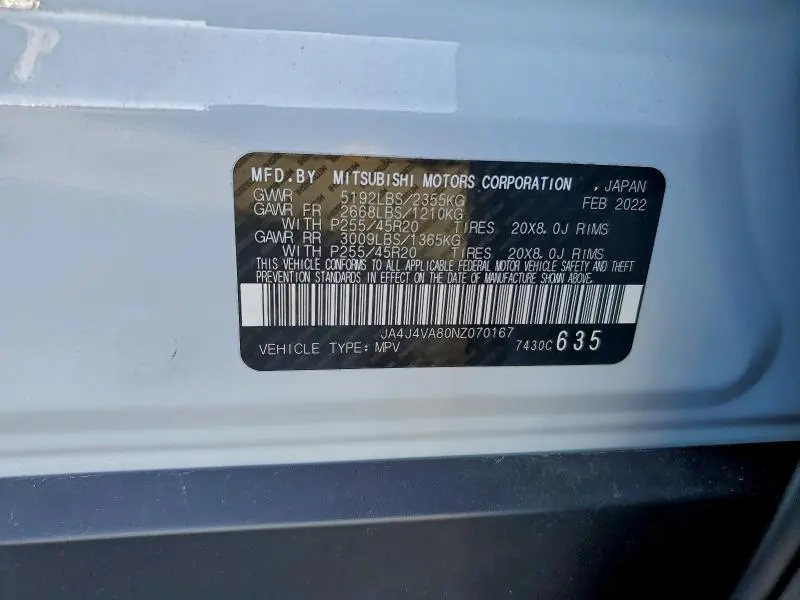 MFD.BY MITSUBISHI MOTORS CORPORATION , JAPAN
GVWR 5192LBS/2355KG FEB 2022
GAWR FR 2668LBS/1210KG
WITH P255/45R20 TIRES 20X8.0J RIMS
GAWR RR 3009LBS/1365KG
WITH P255/45R20 TIRES 20X8.0J RIMS
THIS VEHICLE CONFORMS TO ALL APPLICABLE FEDERAL MOTOR VEHICLE SAFETY AND THEFT
PREVENTION STANDARDS IN EFFECT ON THE DATE OF MANUFACTURE SHOWN ABOVE.
JA4J4VA80NZ070167
VEHICLE TYPE: MPV 7430C 635